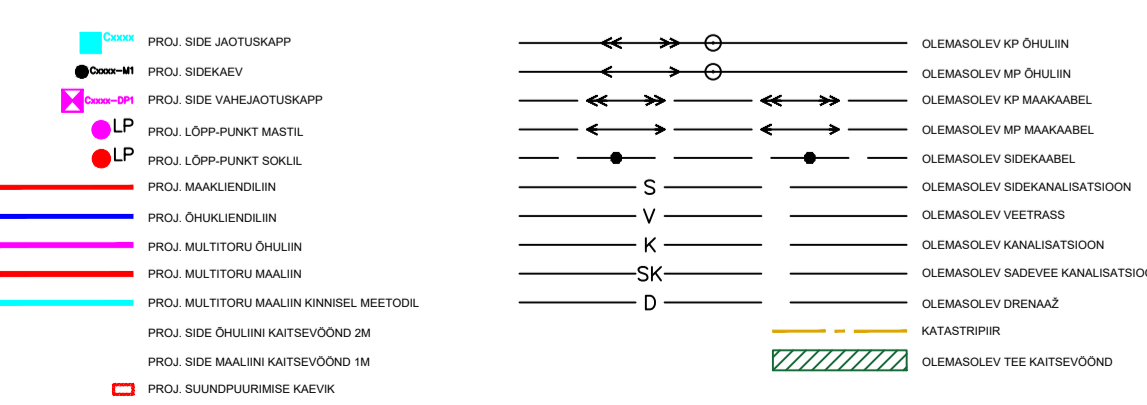 Cxxxx PROJ. SIDE JAOTUSKAPP
Cxxxx-M1 PROJ. SIDEKAEV
Cxxxx-DP1 PROJ. SIDE VAHEJAOTUSKAPP
LP PROJ. LÕPP-PUNKT MASTIL
LP PROJ. LÕPP-PUNKT SOKLIL
PROJ. MAAKLIENDILIIN
PROJ. ÕHUKLIENDILIIN
PROJ. MULTITORU ÕHULIIN
PROJ. MULTITORU MAALIIN
PROJ. MULTITORU MAALIIN KINNISEL MEETODIL
PROJ. SIDE ÕHULIINI KAITSEVÖÖND 2M
PROJ. SIDE MAALIINI KAITSEVÖÖND 1M
PROJ. SUUNDPUURIMISE KAEVIK
OLEMASOLEV KP ÕHULIIN
OLEMASOLEV MP ÕHULIIN
OLEMASOLEV KP MAAKAABEL
OLEMASOLEV MP MAAKAABEL
OLEMASOLEV SIDEKAABEL
S OLEMASOLEV SIDEKANALISATSIOON
V OLEMASOLEV VEETRASS
K OLEMASOLEV KANALISATSIOON
SK OLEMASOLEV SADEVEE KANALISATSIOO
D OLEMASOLEV DRENAAŽ
KATASTRIPIIR
OLEMASOLEV TEE KAITSEVÖÖND